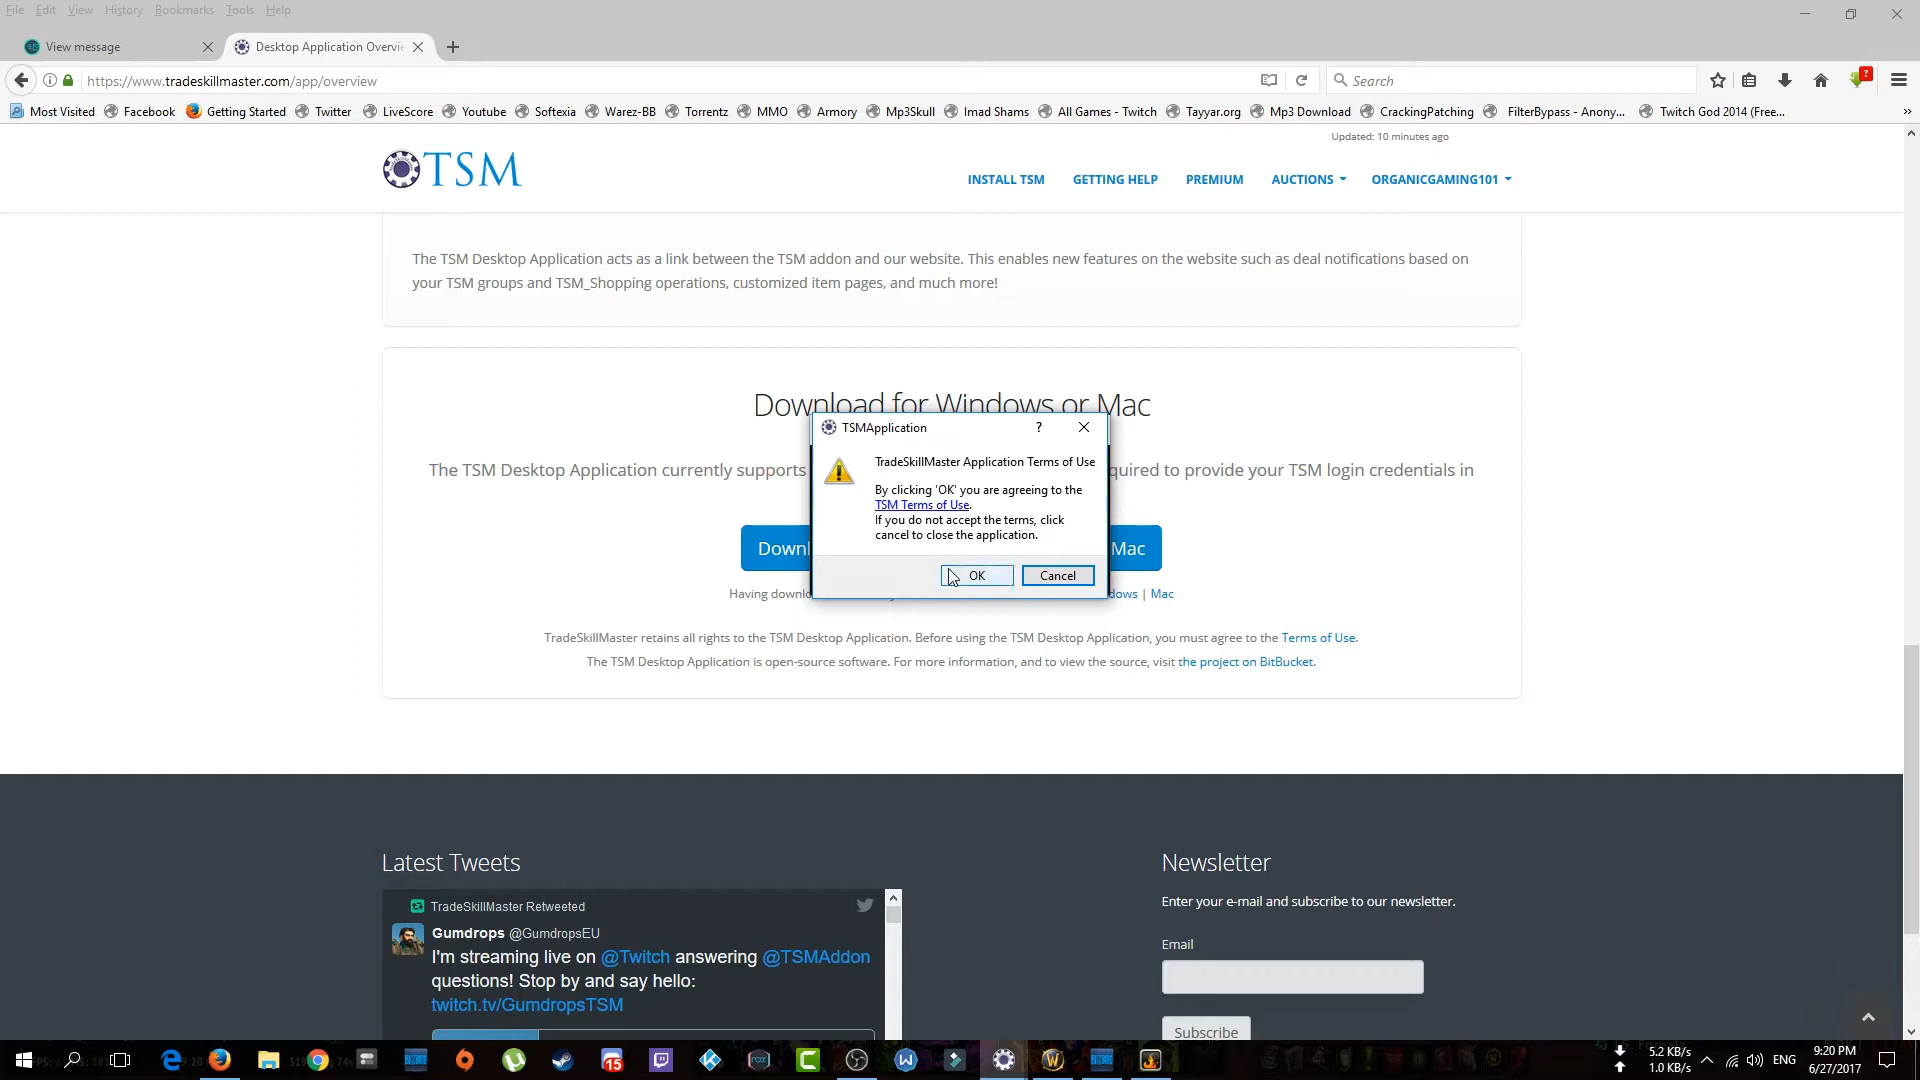 File Edit View History Bookmarks Tools Help
View message
Desktop Application Overvi
https://www.tradeskillmaster.com/app/overview
Search
Most Visited Facebook Getting Started Twitter LiveScore Youtube Softexia Warez-BB Torrentz MMO Armory Mp3Skull Imad Shams All Games - Twitch Tayyar.org Mp3 Download CrackingPatching FilterBypass - Anony... Twitch God 2014 (Free...
Updated: 10 minutes ago
TSM
INSTALL TSM GETTING HELP PREMIUM AUCTIONS ORGANICGAMING101
The TSM Desktop Application acts as a link between the TSM addon and our website. This enables new features on the website such as deal notifications based on
your TSM groups and TSM_Shopping operations, customized item pages, and much more!
Download for Windows or Mac
The TSM Desktop Application currently supports
quired to provide your TSM login credentials in
Downl
Mac
TSMApplication
?
TradeSkillMaster Application Terms of Use
By clicking 'OK' you are agreeing to the
TSM Terms of Use.
If you do not accept the terms, click
cancel to close the application.
OK Cancel
Having downlo
dows | Mac
TradeSkillMaster retains all rights to the TSM Desktop Application. Before using the TSM Desktop Application, you must agree to the Terms of Use.
The TSM Desktop Application is open-source software. For more information, and to view the source, visit the project on BitBucket.
Latest Tweets
TradeSkillMaster Retweeted
Gumdrops @GumdropsEU
I'm streaming live on @Twitch answering @TSMAddon
questions! Stop by and say hello:
twitch.tv/GumdropsTSM
Newsletter
Enter your e-mail and subscribe to our newsletter.
Email
Subscribe
15
5.2 KB/s
1.0 KB/s
ENG
9:20 PM
6/27/2017